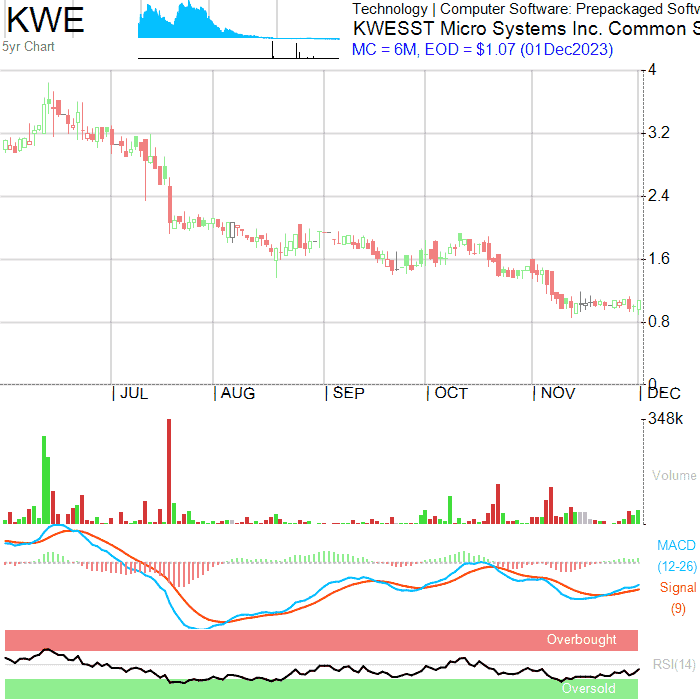 KWE
5yr Chart
Technology | Computer Software: Prepackaged Softw
KWESST Micro Systems Inc. Common S
MC = 6M, EOD = $1.07 (01Dec2023)
4
3.2
2.4
1.6
0.8
0
| JUL | AUG | SEP | OCT | NOV | DEC
348k
Volume
MACD
(12-26)
Signal
(9)
Overbought
RSI(14)
Oversold